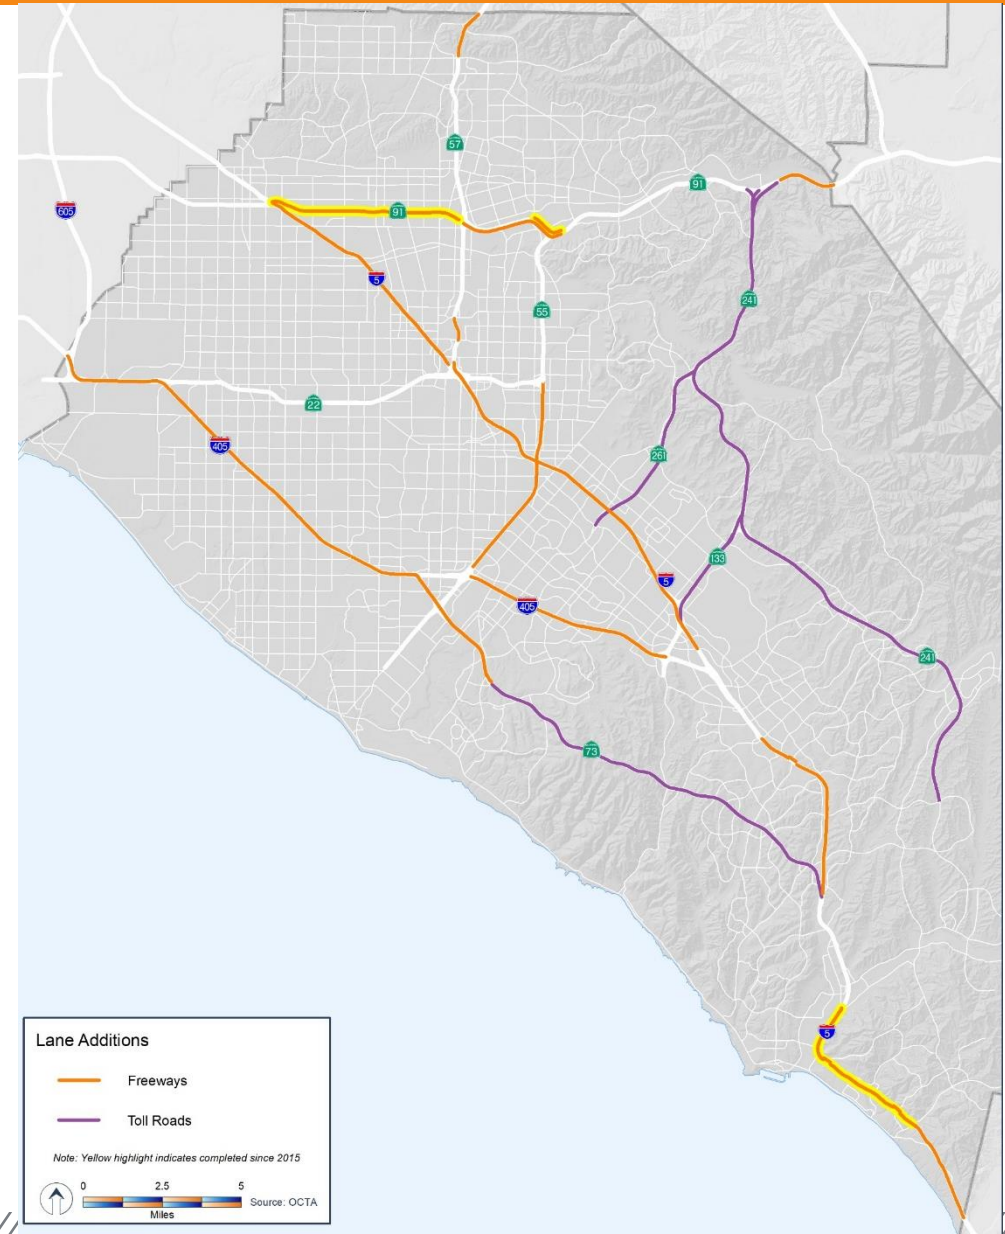 57
91
605
91
5
241
55
22
405
261
133
5
405
241
73
5
Lane Additions
Freeways
Toll Roads
Note: Yellow highlight indicates completed since 2015
0 2.5 5
Miles
Source: OCTA